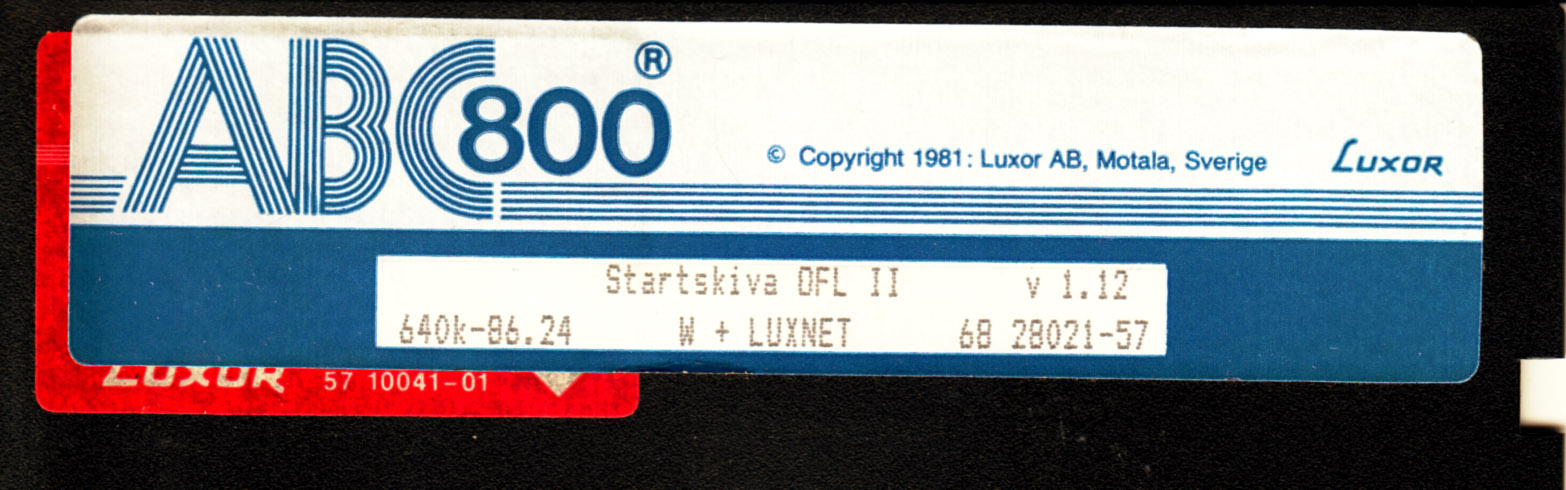 ABC800®
© Copyright 1981: Luxor AB, Motala, Sverige
LUXOR
Startskiva OFL II v 1.12
640k-86.24 W + LUXNET 68 28021-57
LUXOR 57 10041-01